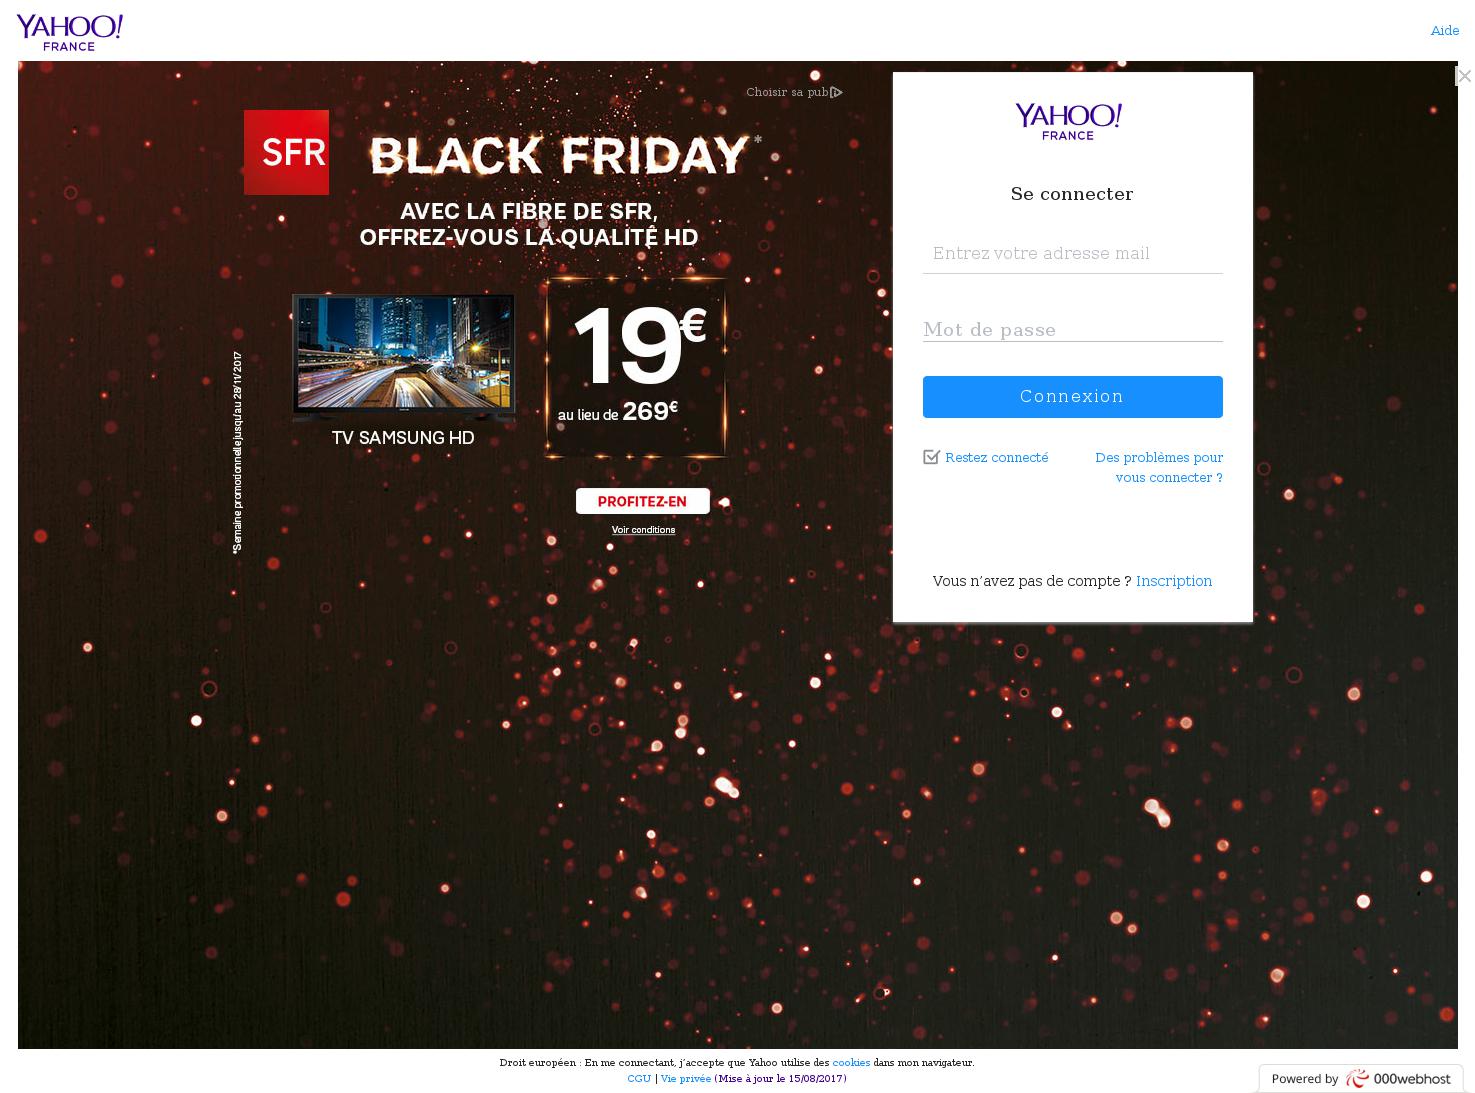 YAHOO!
FRANCE
Aide
Choisir sa pub
SFR
BLACK FRIDAY*
AVEC LA FIBRE DE SFR,
OFFREZ-VOUS LA QUALITÉ HD
19€
au lieu de 269€
TV SAMSUNG HD
*Semaine promotionnelle jusqu'au 28/11/2017
PROFITEZ-EN
Voir conditions
YAHOO!
FRANCE
Se connecter
Entrez votre adresse mail
Mot de passe
Connexion
Restez connecté
Des problèmes pour
vous connecter ?
Vous n'avez pas de compte ? Inscription
Droit européen : En me connectant, j'accepte que Yahoo utilise des cookies dans mon navigateur.
CGU | Vie privée (Mise à jour le 15/08/2017)
Powered by 000webhost